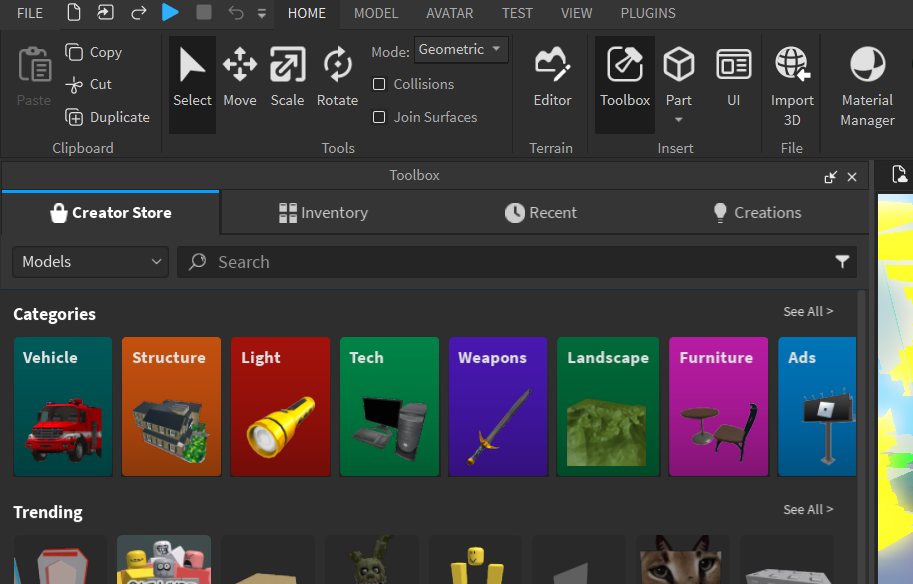 FILE HOME MODEL AVATAR TEST VIEW PLUGINS
Paste
Copy
Cut
Duplicate
Clipboard
Select Move Scale Rotate
Mode: Geometric
Collisions
Join Surfaces
Tools
Editor
Terrain
Toolbox Part UI
Insert
Import
3D
File
Material
Manager
Toolbox
Creator Store Inventory Recent Creations
Models Search
Categories See All >
Vehicle Structure Light Tech Weapons Landscape Furniture Ads
Trending See All >